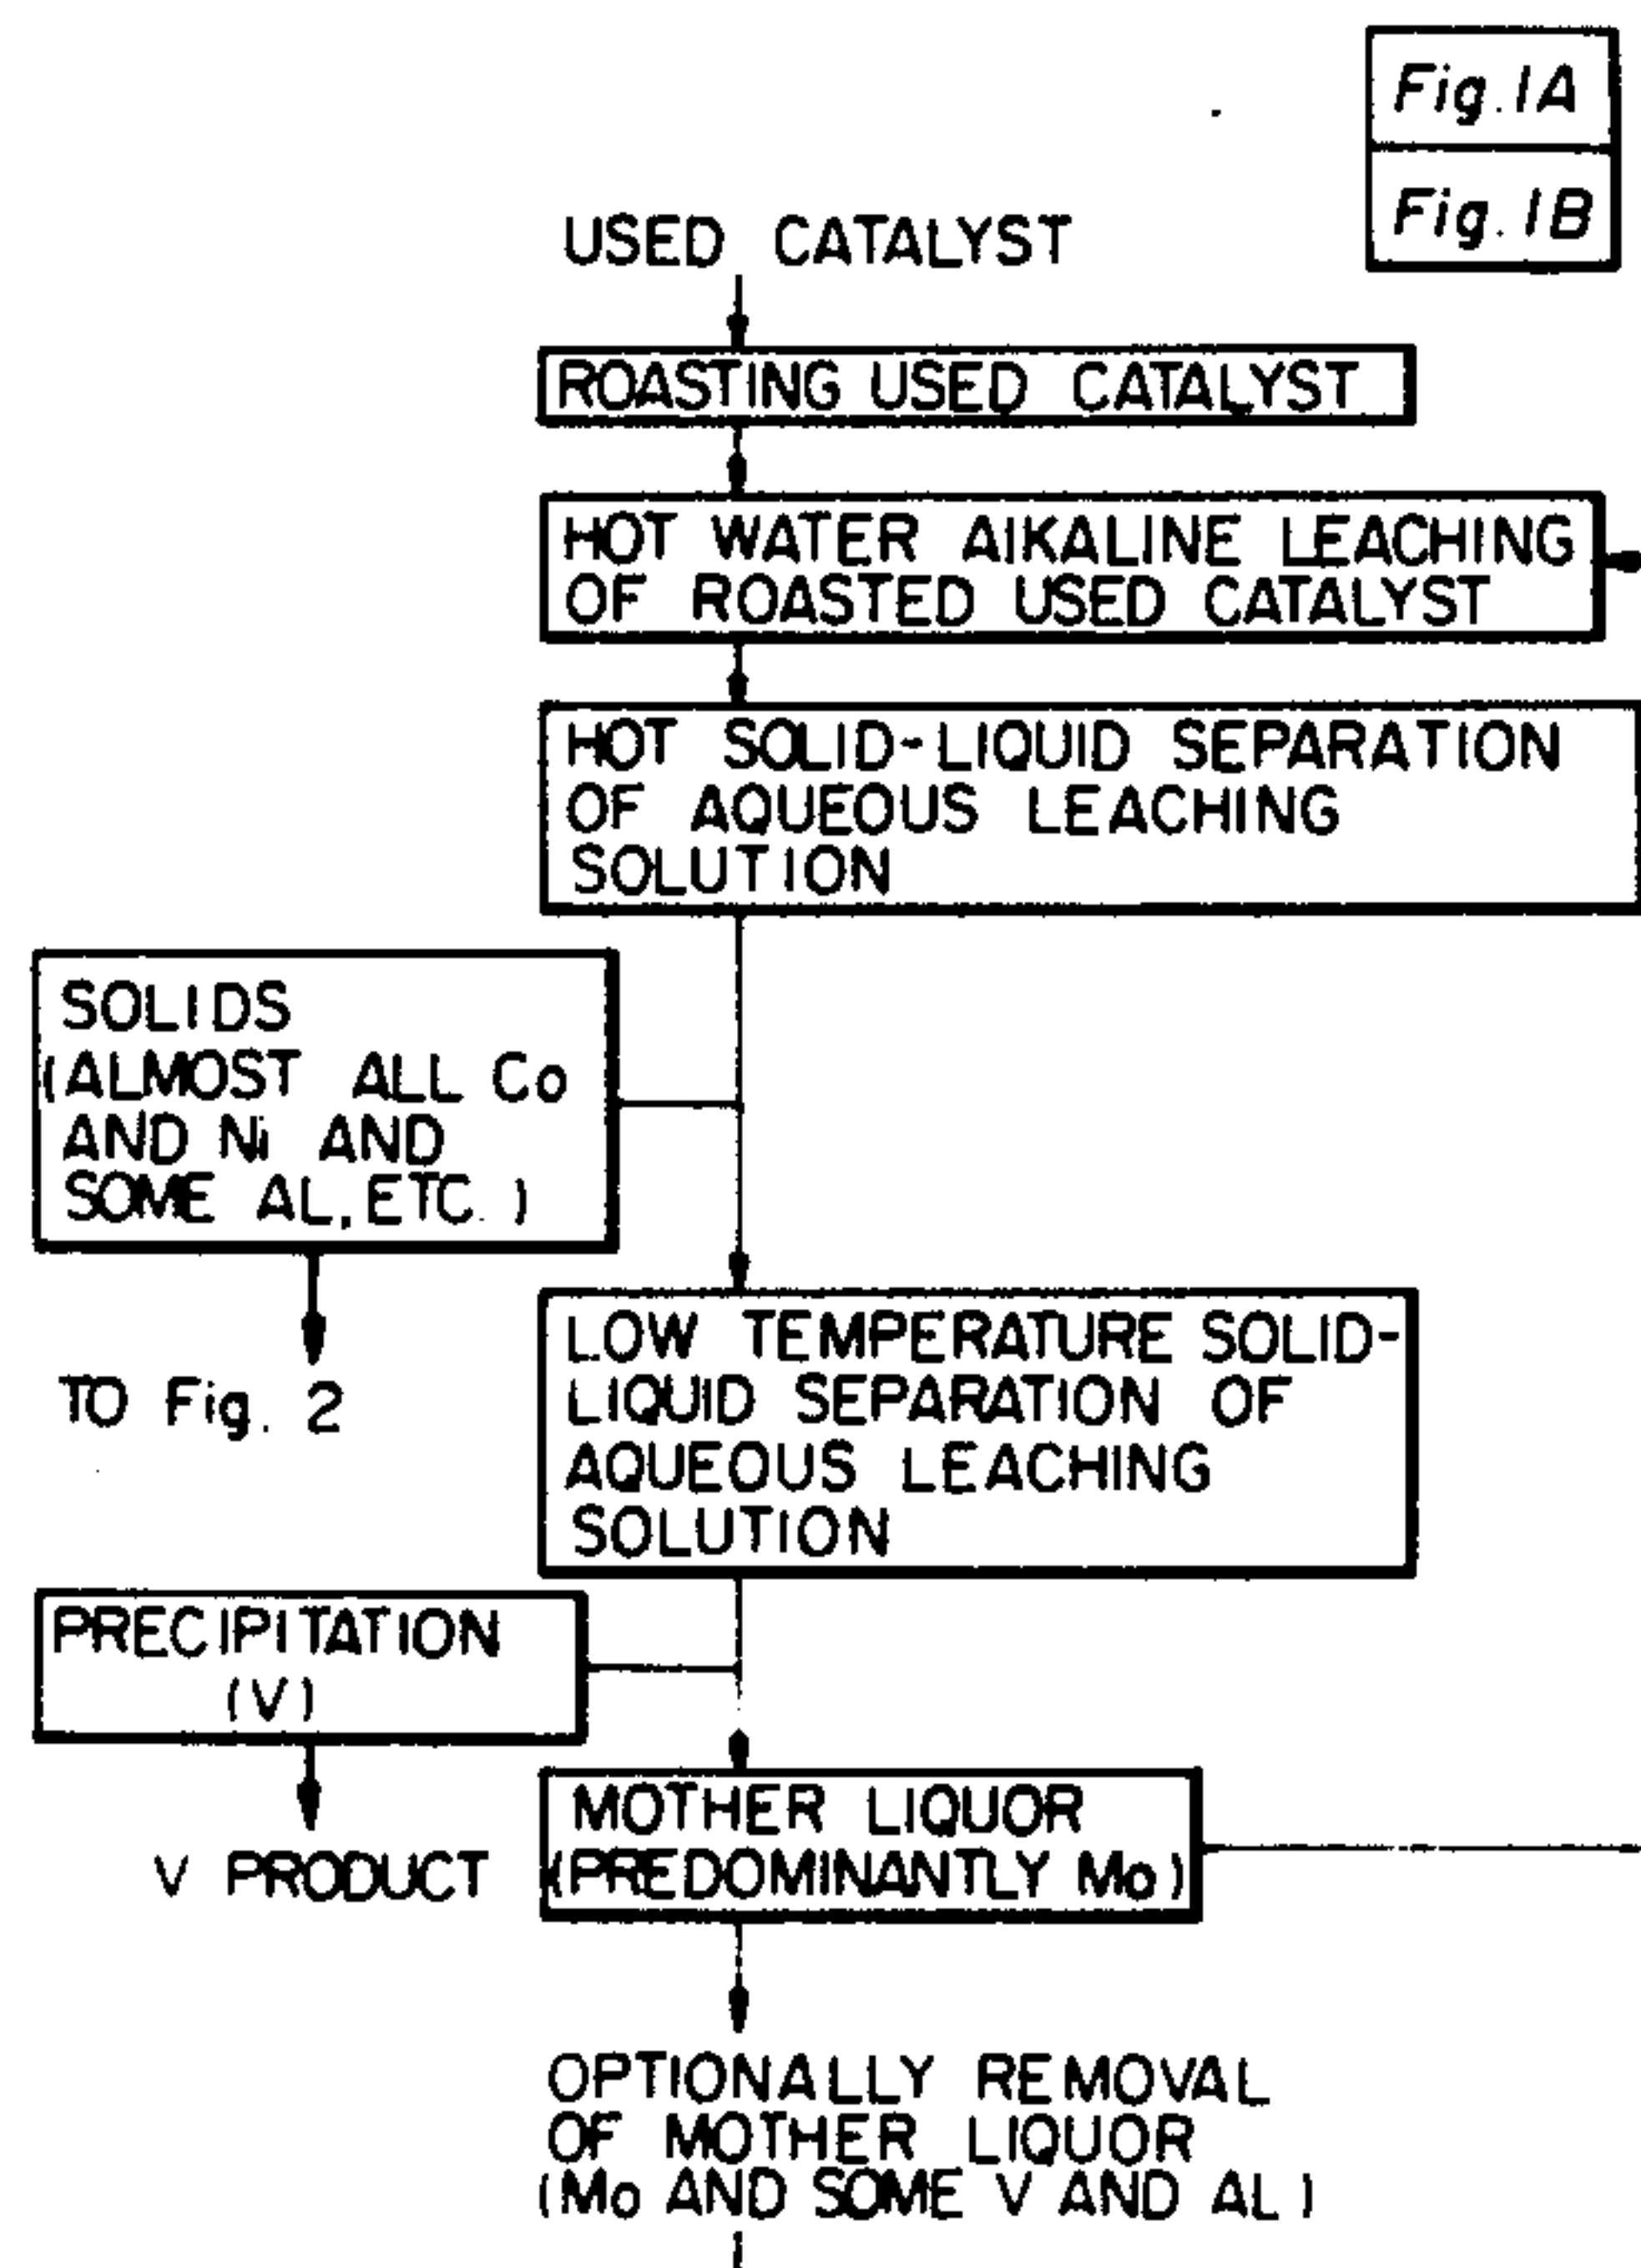 Fig. 1A
Fig. 1B
USED CATALYST
ROASTING USED CATALYST
HOT WATER AIKALINE LEACHING
OF ROASTED USED CATALYST
HOT SOLID-LIQUID SEPARATION
OF AQUEOUS LEACHING
SOLUTION
SOLIDS
(ALMOST ALL Co
AND Ni AND
SOME AL, ETC. )
TO Fig. 2
LOW TEMPERATURE SOLID-
LIQUID SEPARATION OF
AQUEOUS LEACHING
SOLUTION
PRECIPITATION
(V)
V PRODUCT
MOTHER LIQUOR
(PREDOMINANTLY Mo)
OPTIONALLY REMOVAL
OF MOTHER LIQUOR
(Mo AND SOME V AND AL)